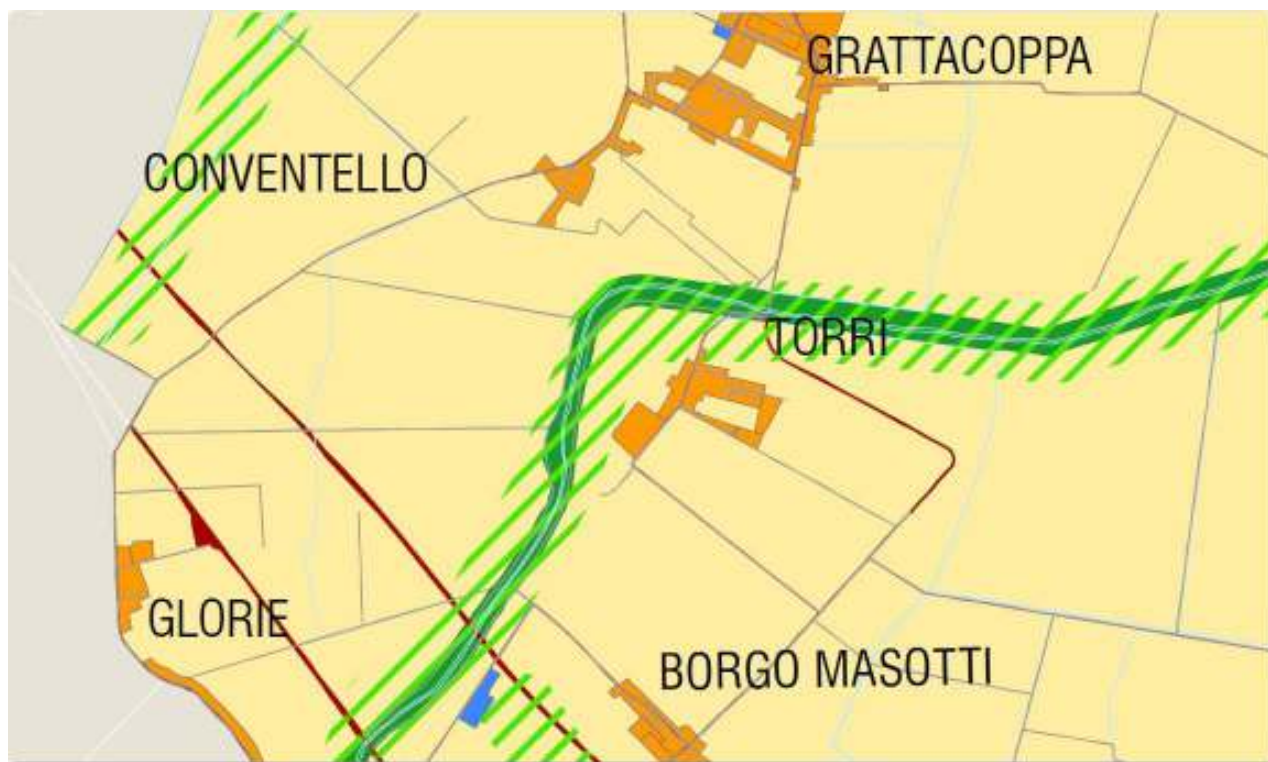 GRATTACOPPA
CONVENTELLO
TORRI
GLORIE
BORGO MASOTTI